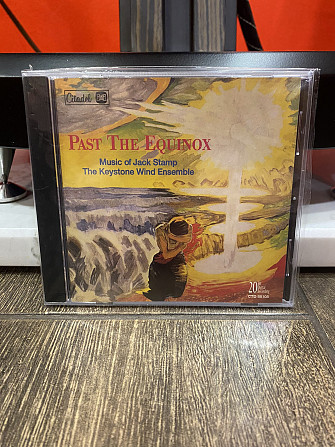 Citadel
PAST THE EQUINOX
Music of Jack Stamp
The Keystone Wind Ensemble
20